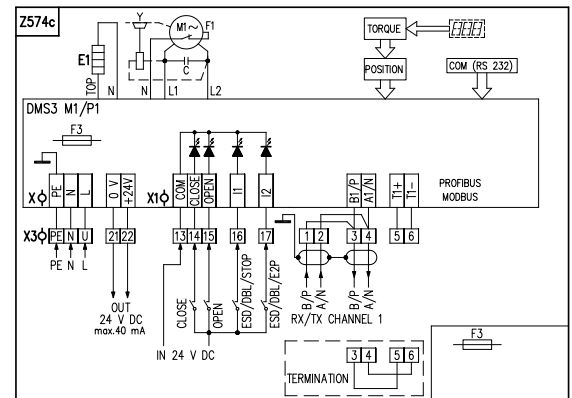 Z574c
Y
M1~
F1
E1
C
TOP
N
N
L1
L2
TORQUE
POSITION
COM (RS 232)
DMS3 M1/P1
F3
X
PE
N
L
0 V
+24V
X1
COM
CLOSE
OPEN
I1
I2
B1/P
A1/N
T1+
T1-
PROFIBUS
MODBUS
X3
PE
N
U
21
22
13
14
15
16
17
1
2
3
4
5
6
PE N L
OUT
24 V DC
max.40 mA
CLOSE
OPEN
ESD/DBL/STOP
ESD/DBL/E2P
B/P
A/N
B/P
A/N
RX/TX CHANNEL 1
IN 24 V DC
3 4
5 6
TERMINATION
F3